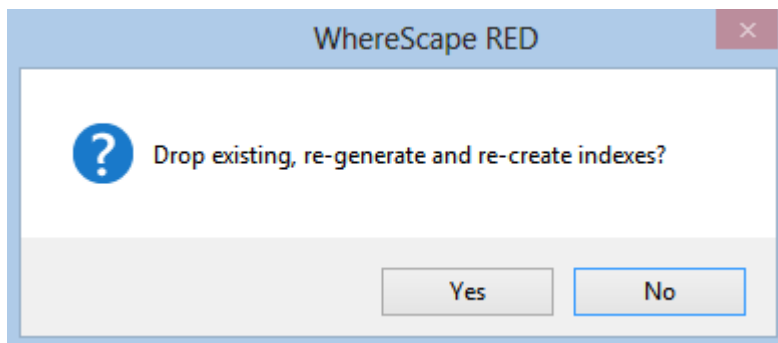 WhereScape RED
Drop existing, re-generate and re-create indexes?
Yes
No